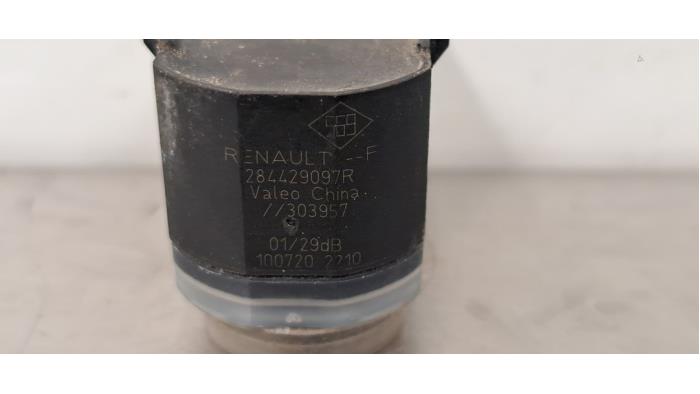 RENAULT --F
284429097R
Valeo China
//303957
01/29dB
100720 2210